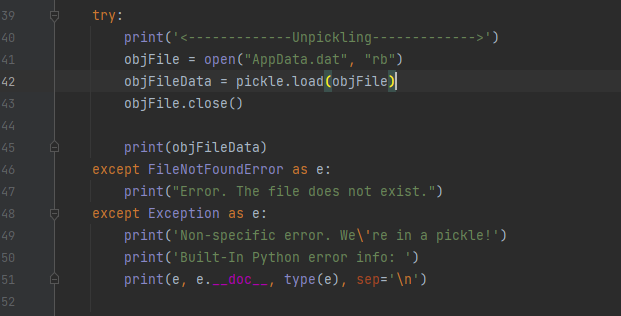 39 try:
40 print('<-------------Unpickling------------->')
41 objFile = open("AppData.dat", "rb")
42 objFileData = pickle.load(objFile)
43 objFile.close()
44
45 print(objFileData)
46 except FileNotFoundError as e:
47 print("Error. The file does not exist.")
48 except Exception as e:
49 print('Non-specific error. We\'re in a pickle!')
50 print('Built-In Python error info: ')
51 print(e, e.__doc__, type(e), sep='\n')
52